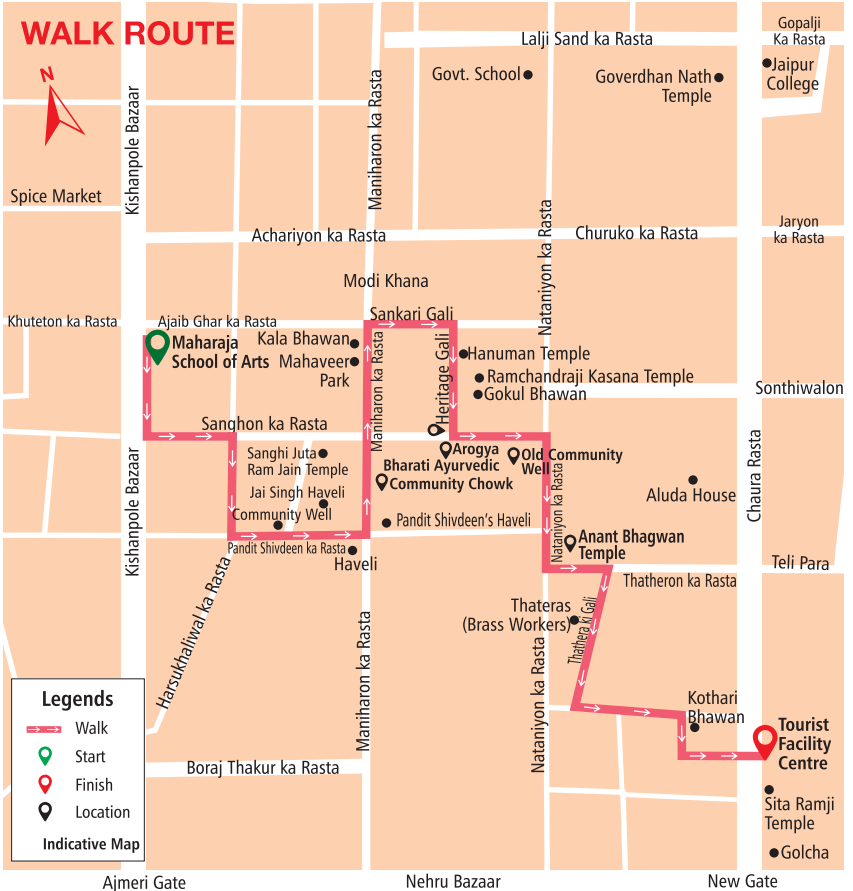 WALK ROUTE
N
Gopalji
Ka Rasta
Lalji Sand ka Rasta
Govt. School
Goverdhan Nath
Temple
Jaipur
College
Kishanpole Bazaar
Maniharon ka Rasta
Spice Market
Nataniyon ka Rasta
Achariyon ka Rasta
Churuko ka Rasta
Jaryon
ka Rasta
Modi Khana
Khuteton ka Rasta
Ajaib Ghar ka Rasta
Sankari Gali
Maharaja
School of Arts
Kala Bhawan
Mahaveer
Park
Maniharon ka Rasta
Heritage Gali
Hanuman Temple
Ramchandraji Kasana Temple
Gokul Bhawan
Sonthiwalon
Sanghon ka Rasta
Sanghi Juta
Ram Jain Temple
Arogya
Bharati Ayurvedic
Community Chowk
Old Community
Well
Chaura Rasta
Kishanpole Bazaar
Jai Singh Haveli
Community Well
Pandit Shivdeen's Haveli
Nataniyon ka Rasta
Aluda House
Pandit Shivdeen ka Rasta
Haveli
Anant Bhagwan
Temple
Teli Para
Thatheron ka Rasta
Harsukhaliwal ka Rasta
Maniharon ka Rasta
Thateras
(Brass Workers)
Thathera ki Gali
Nataniyon ka Rasta
Kothari
Bhawan
Tourist
Facility
Centre
Boraj Thakur ka Rasta
Sita Ramji
Temple
Golcha
Legends
Walk
Start
Finish
Location
Indicative Map
Ajmeri Gate
Nehru Bazaar
New Gate